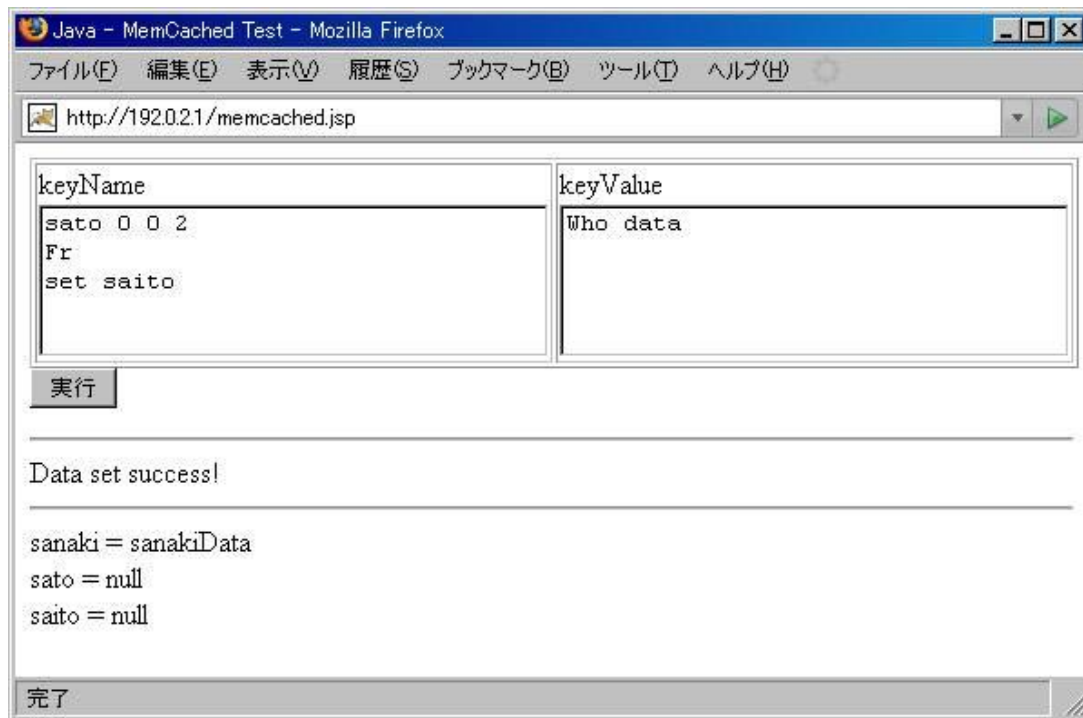 Java - MemCached Test - Mozilla Firefox
ファイル(F) 編集(E) 表示(V) 履歴(S) ブックマーク(B) ツール(T) ヘルプ(H)
http://192.0.2.1/memcached.jsp
keyName keyValue
sato 0 0 2 Who data
Fr
set saito
実行
Data set success!
sanaki = sanakiData
sato = null
saito = null
完了